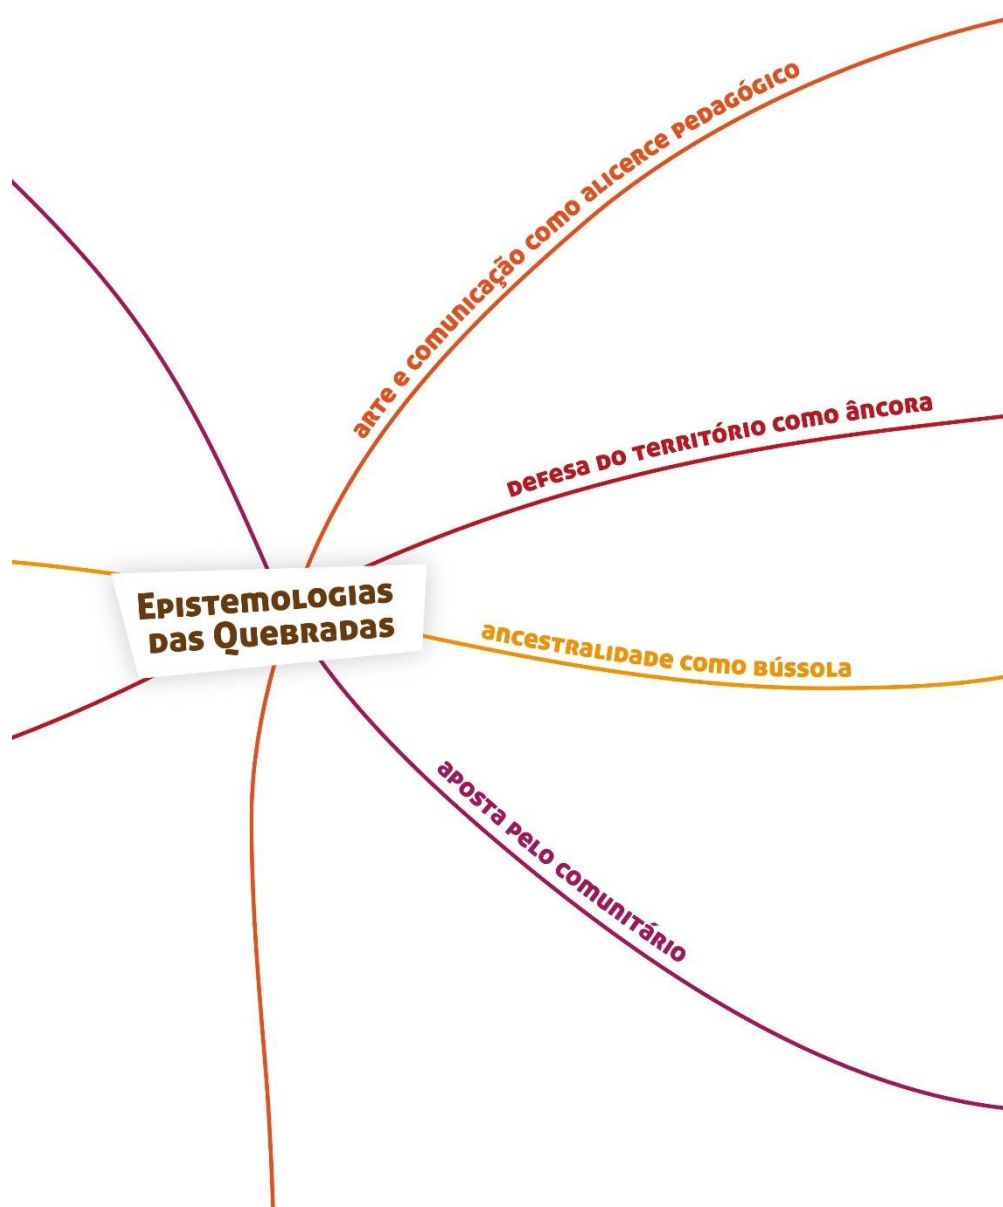 arte e comunicação como alicerce pedagógico
defesa do território como âncora
Epistemologias
das Quebradas
ancestralidade como bússola
aposta pelo comunitário